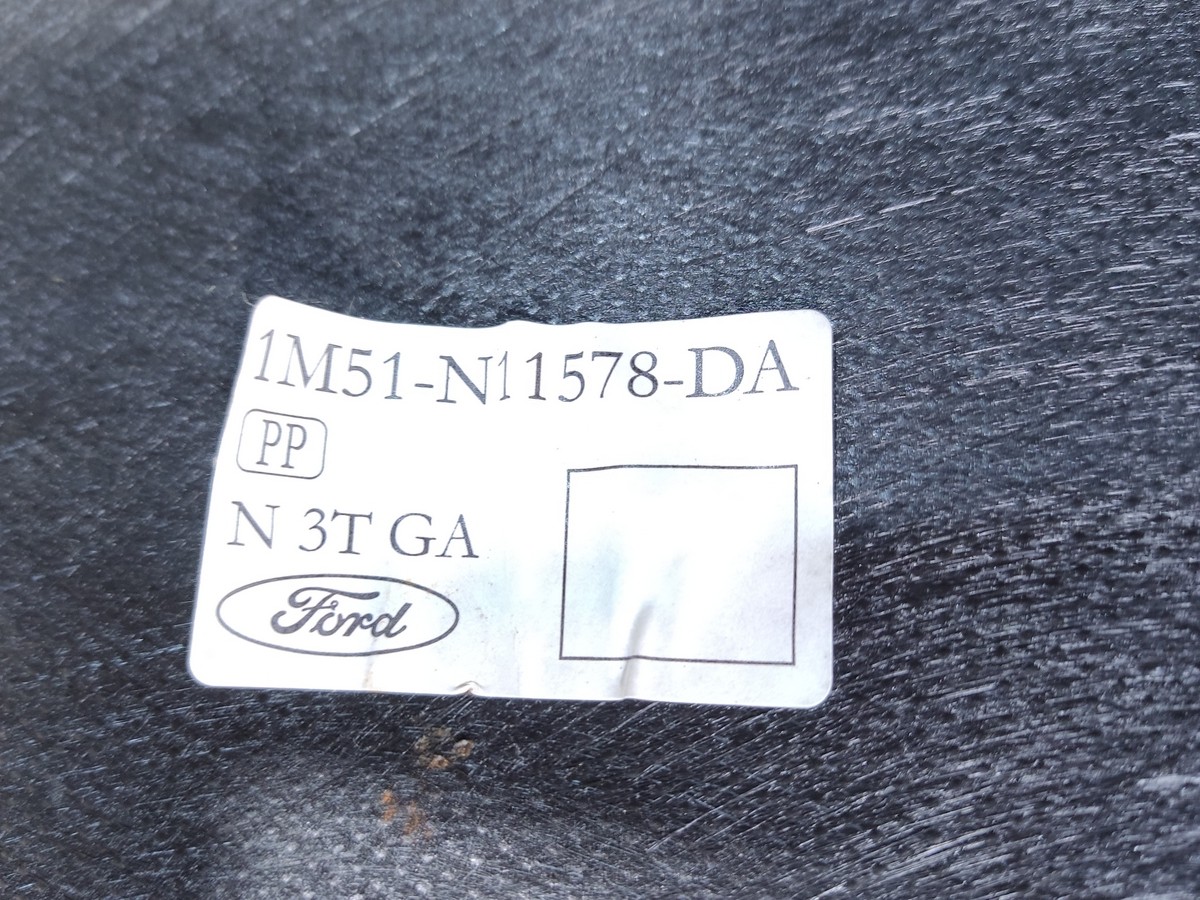 1M51-N11578-DA
PP
N 3T GA
Ford